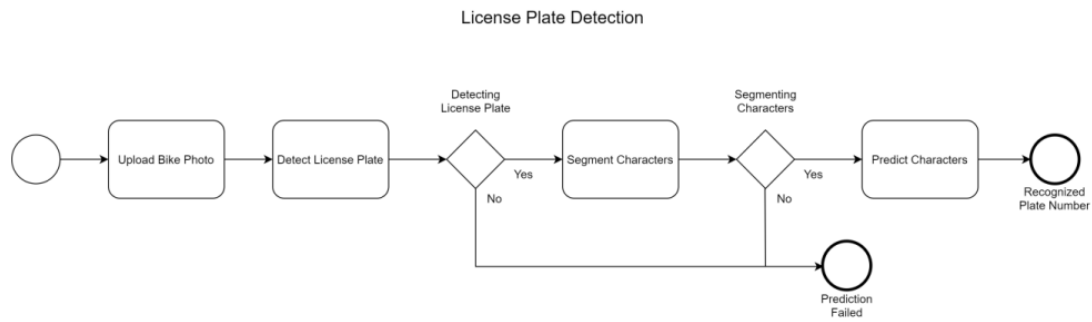 License Plate Detection
Detecting
License Plate
Segmenting
Characters
Upload Bike Photo
Detect License Plate
Yes
No
Segment Characters
Yes
No
Predict Characters
Recognized
Plate Number
Prediction
Failed